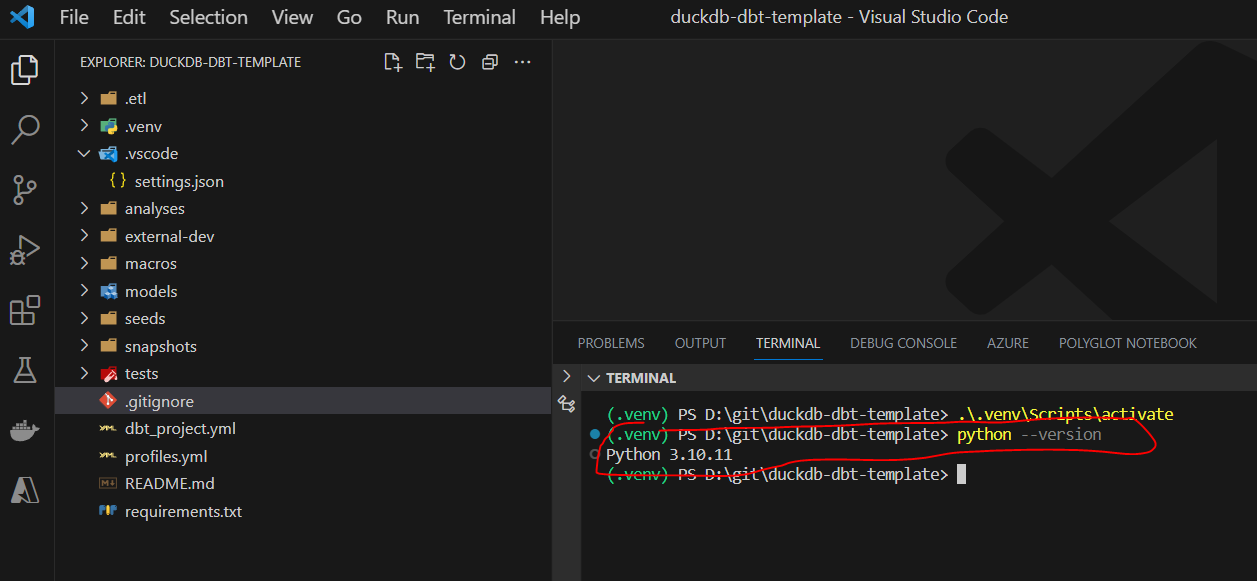 File Edit Selection View Go Run Terminal Help duckdb-dbt-template - Visual Studio Code
EXPLORER: DUCKDB-DBT-TEMPLATE
.etl
.venv
.vscode
{} settings.json
analyses
external-dev
macros
models
seeds
snapshots
tests
.gitignore
YML dbt_project.yml
YML profiles.yml
README.md
requirements.txt
PROBLEMS OUTPUT TERMINAL DEBUG CONSOLE AZURE POLYGLOT NOTEBOOK
TERMINAL
(.venv) PS D:\git\duckdb-dbt-template> .\.venv\Scripts\activate
(.venv) PS D:\git\duckdb-dbt-template> python --version
Python 3.10.11
(.venv) PS D:\git\duckdb-dbt-template>